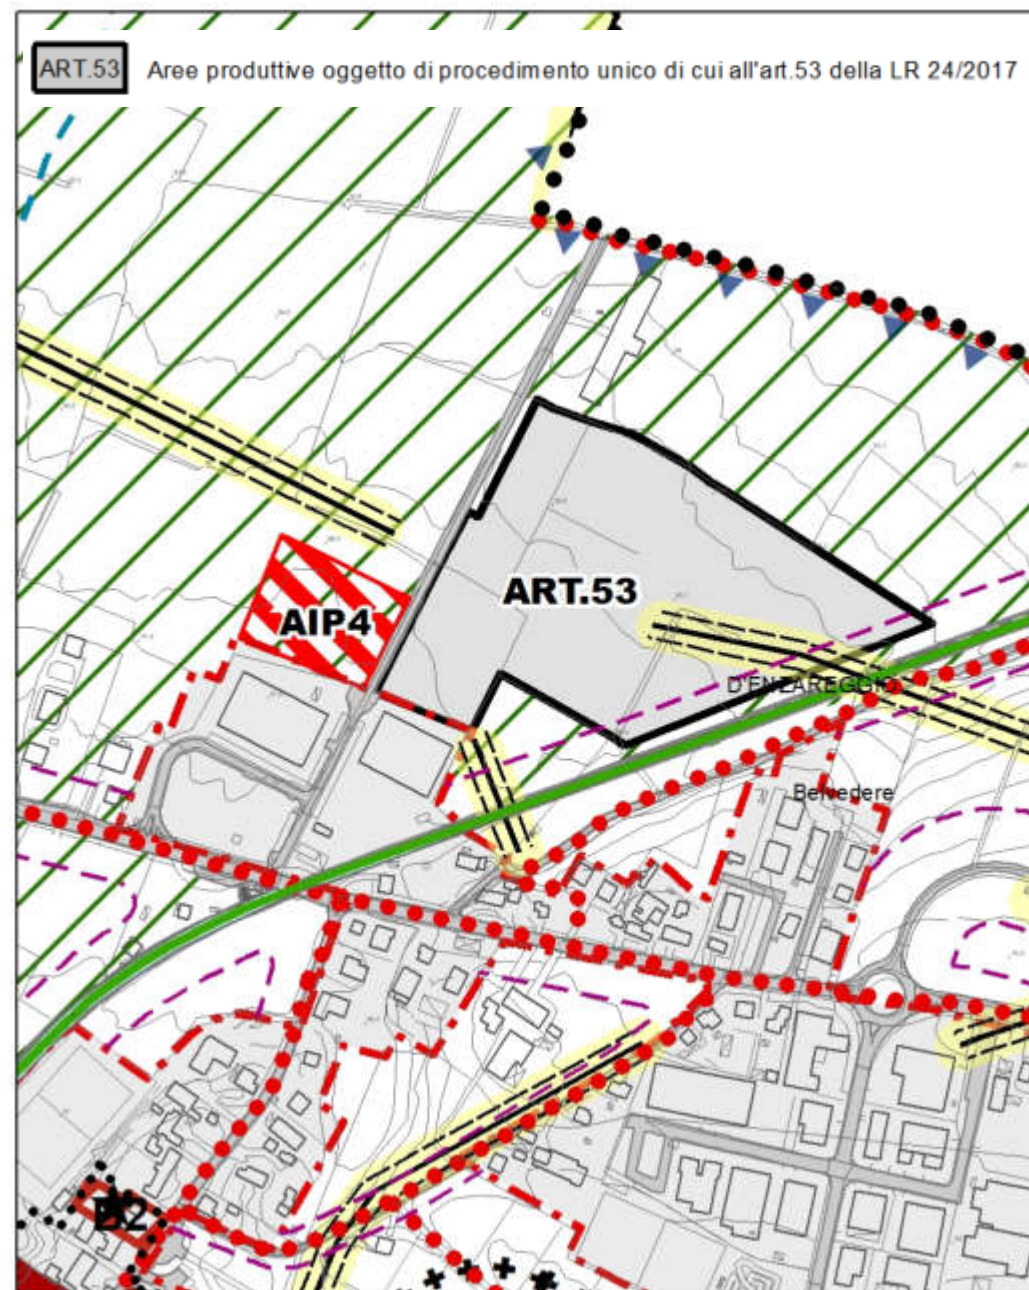 ART.53 Aree produttive oggetto di procedimento unico di cui all'art.53 della LR 24/2017
ART.53
AIP4
D'ENZAREGGIO
Belvedere